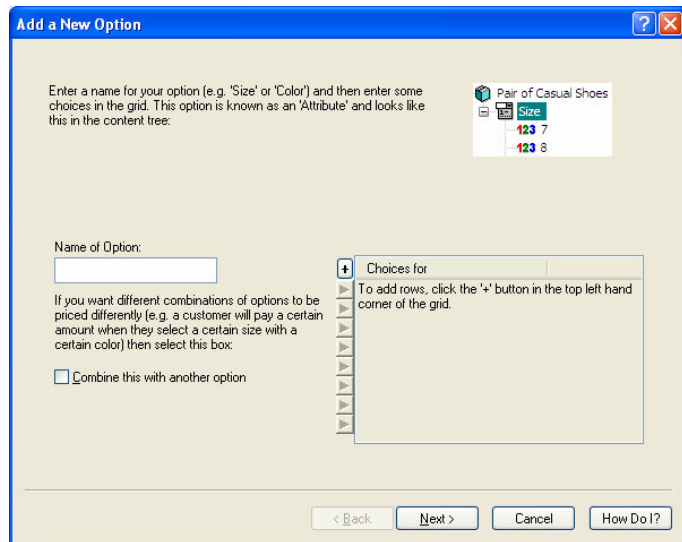 Add a New Option
Enter a name for your option (e.g. 'Size' or 'Color') and then enter some
choices in the grid. This option is known as an 'Attribute' and looks like
this in the content tree:
Pair of Casual Shoes
Size
123 7
123 8
Name of Option:
If you want different combinations of options to be
priced differently (e.g. a customer will pay a certain
amount when they select a certain size with a
certain color) then select this box:
Combine this with another option
+ Choices for
To add rows, click the '+' button in the top left hand
corner of the grid.
< Back
Next >
Cancel
How Do I?